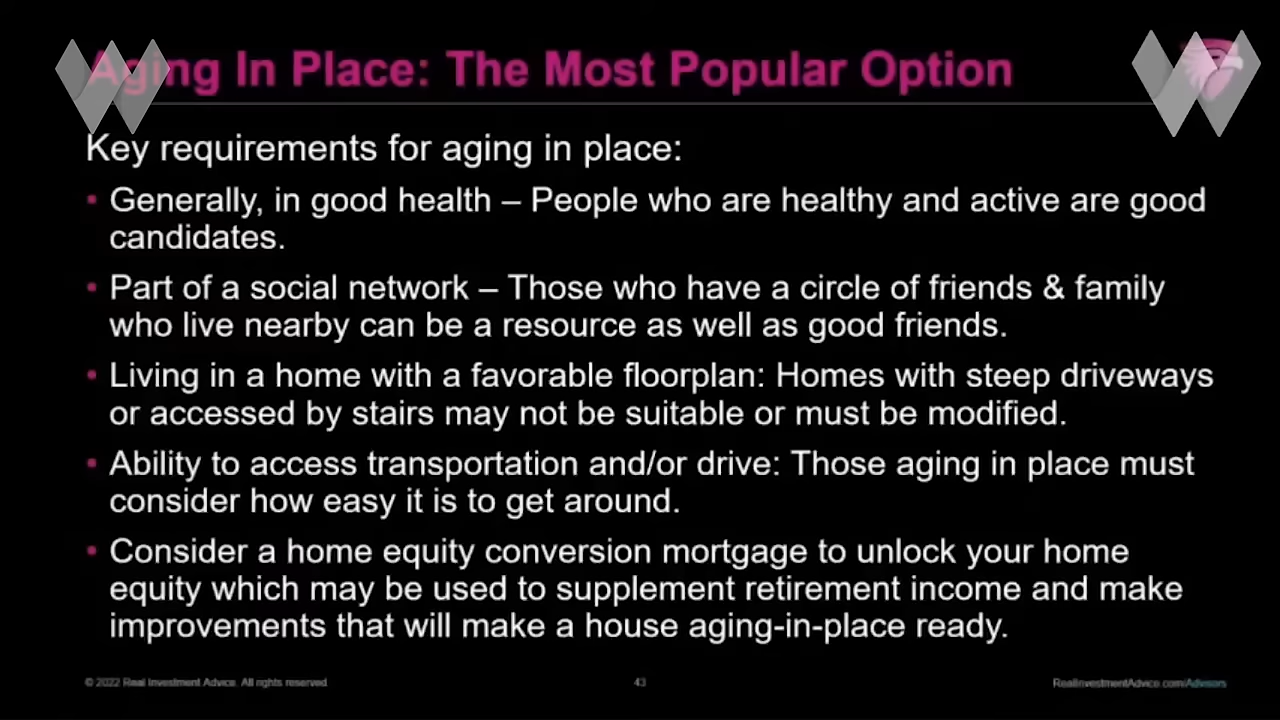 Aging In Place: The Most Popular Option
Key requirements for aging in place:
• Generally, in good health – People who are healthy and active are good
candidates.
• Part of a social network – Those who have a circle of friends & family
who live nearby can be a resource as well as good friends.
• Living in a home with a favorable floorplan: Homes with steep driveways
or accessed by stairs may not be suitable or must be modified.
• Ability to access transportation and/or drive: Those aging in place must
consider how easy it is to get around.
• Consider a home equity conversion mortgage to unlock your home
equity which may be used to supplement retirement income and make
improvements that will make a house aging-in-place ready.
© 2022 Real Investment Advice. All rights reserved.
43
RealInvestmentAdvice.com/Advisors